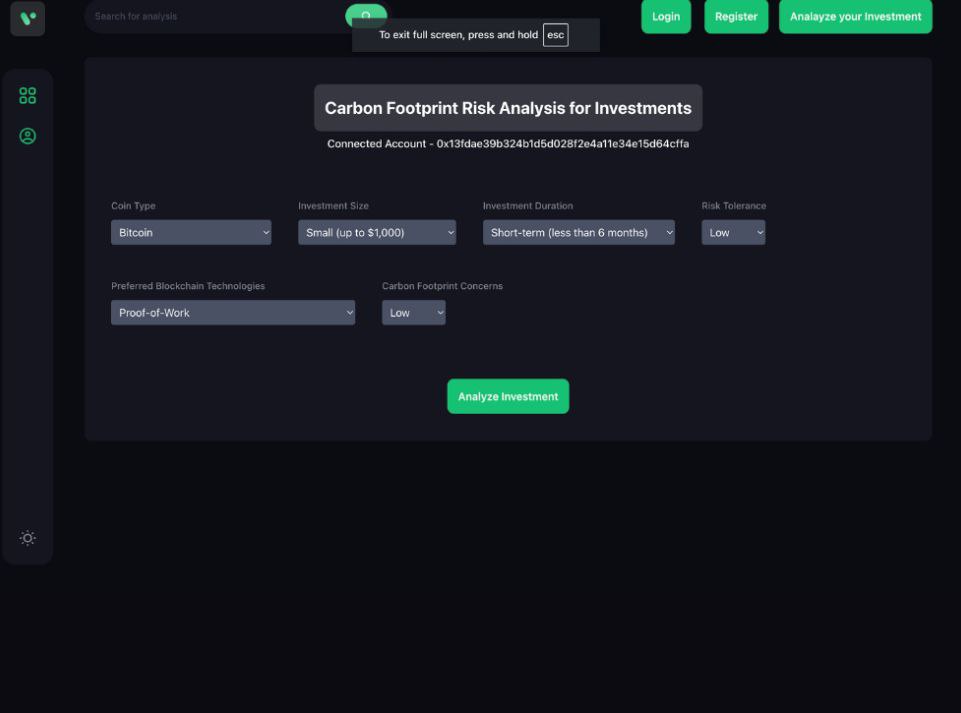 Search for analysis
Login
Register
Analayze your Investment
To exit full screen, press and hold esc
Carbon Footprint Risk Analysis for Investments
Connected Account - 0x13fdae39b324b1d5d028f2e4a11e34e15d64cffa
Coin Type
Investment Size
Investment Duration
Risk Tolerance
Bitcoin
Small (up to $1,000)
Short-term (less than 6 months)
Low
Preferred Blockchain Technologies
Carbon Footprint Concerns
Proof-of-Work
Low
Analyze Investment